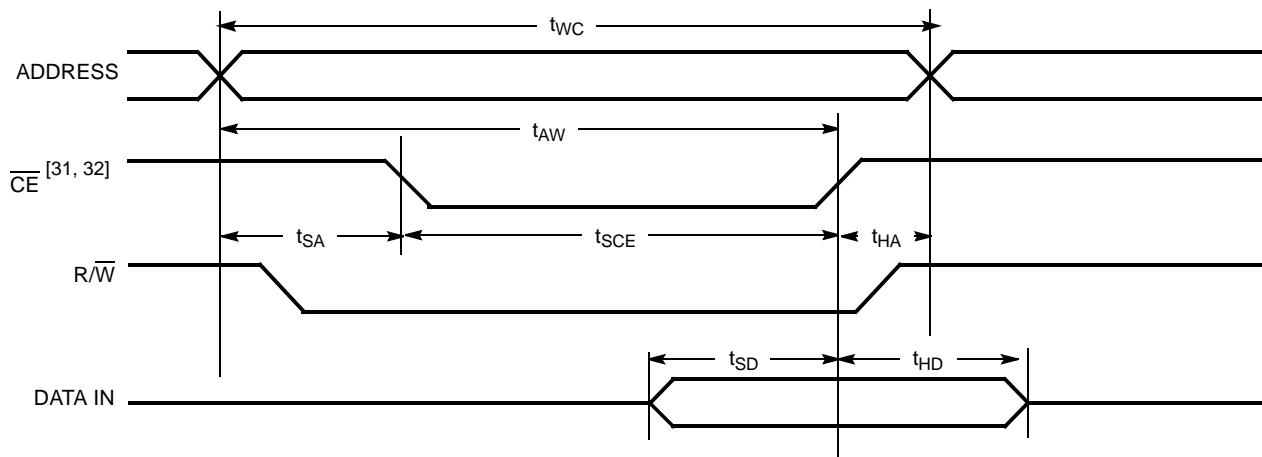 tWC
ADDRESS
tAW
CE [31, 32]
tSA
tSCE
tHA
R/W
tSD
tHD
DATA IN